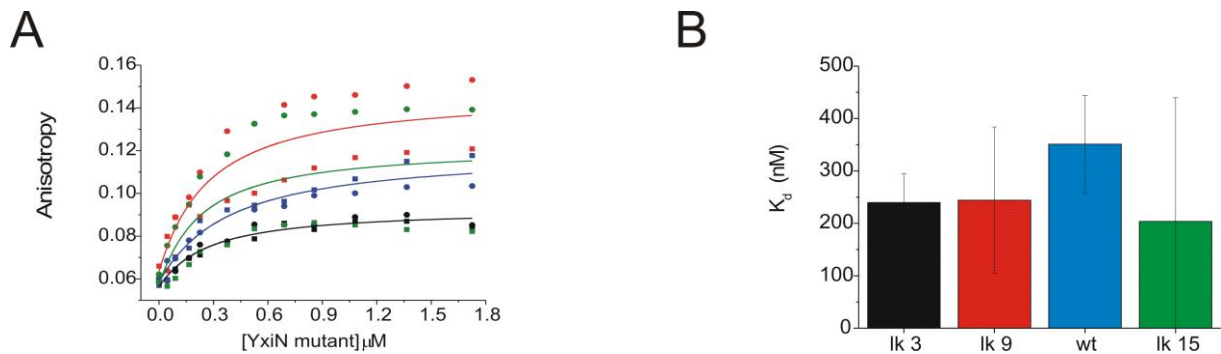 A
Anisotropy
0.16
0.14
0.12
0.10
0.08
0.06
0.0 0.3 0.6 0.9 1.2 1.5 1.8
[YxiN mutant]μM
B
K_d (nM)
500
400
300
200
100
0
lk 3 lk 9 wt lk 15